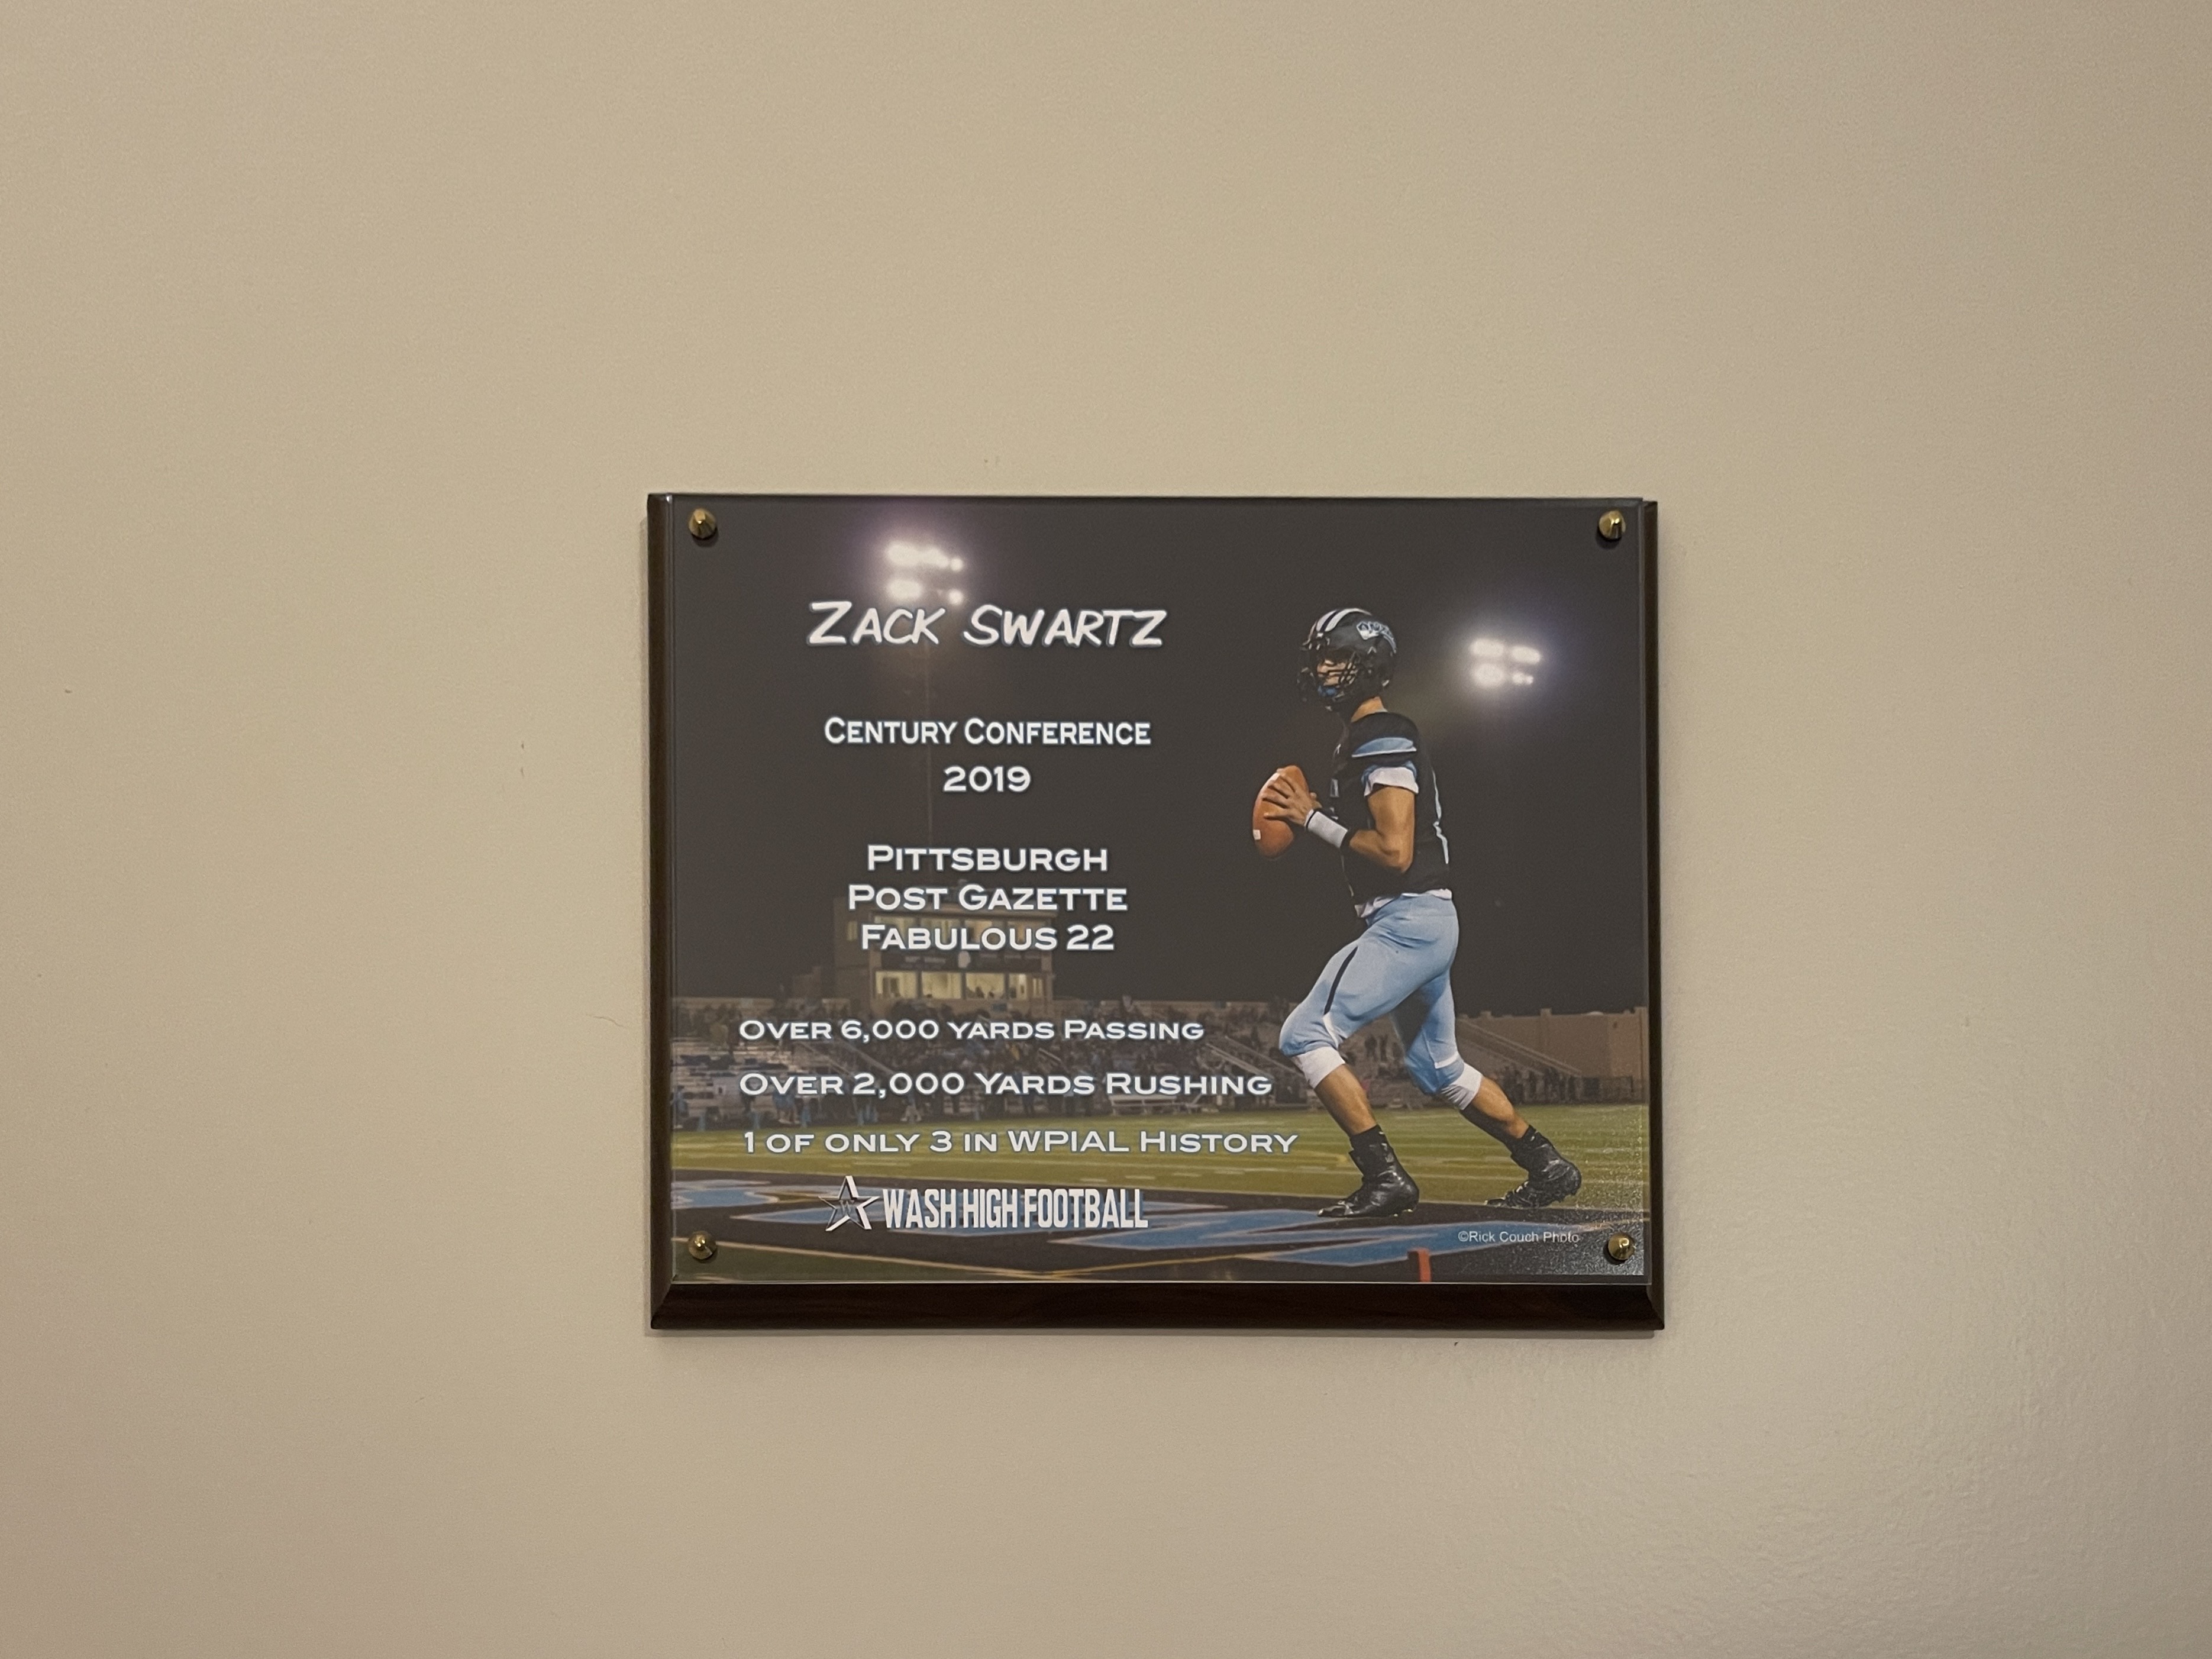 Zack Swartz
Century Conference
2019
Pittsburgh
Post Gazette
Fabulous 22
Over 6,000 yards Passing
Over 2,000 Yards Rushing
1 of only 3 in WPIAL History
WASH HIGH FOOTBALL
©Rick Couch Photo